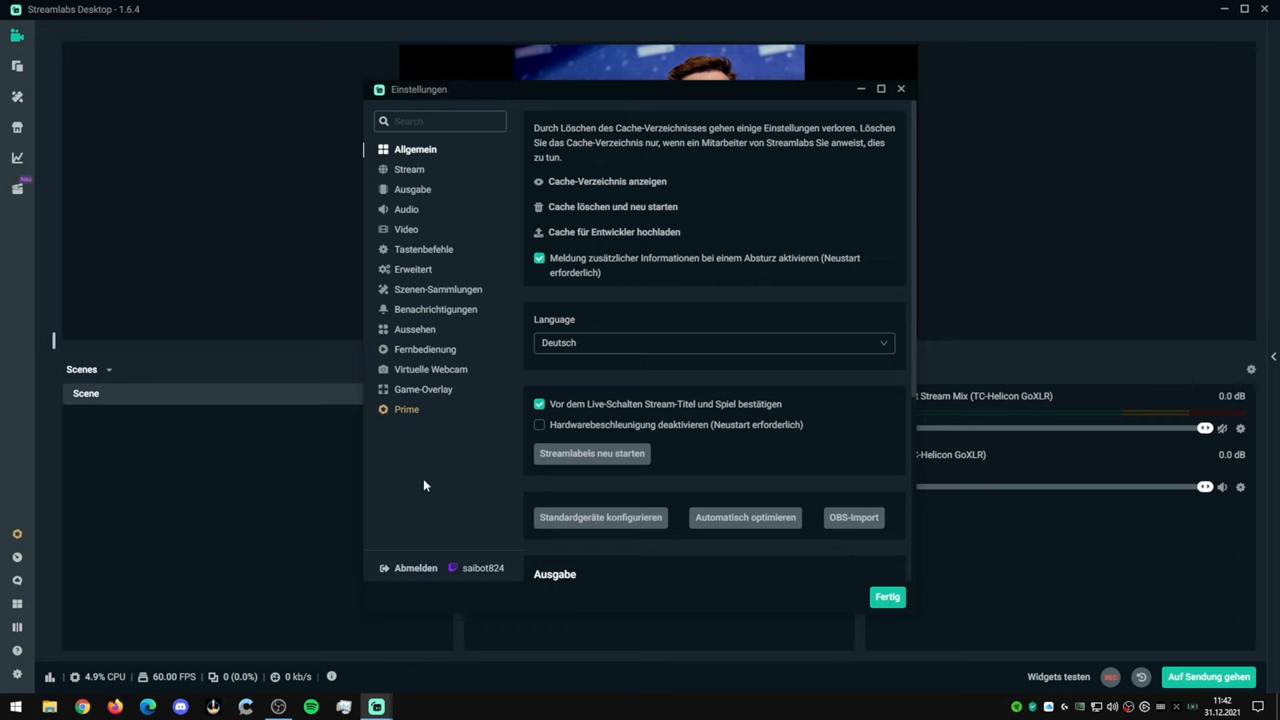 Streamlabs Desktop - 1.6.4
Neu
Einstellungen
Search
Allgemein
Stream
Ausgabe
Audio
Video
Tastenbefehle
Erweitert
Szenen-Sammlungen
Benachrichtigungen
Aussehen
Fernbedienung
Virtuelle Webcam
Game-Overlay
Prime
Abmelden saibot824
Durch Löschen des Cache-Verzeichnisses gehen einige Einstellungen verloren. Löschen
Sie das Cache-Verzeichnis nur, wenn ein Mitarbeiter von Streamlabs Sie anweist, dies
zu tun.
Cache-Verzeichnis anzeigen
Cache löschen und neu starten
Cache für Entwickler hochladen
Meldung zusätzlicher Informationen bei einem Absturz aktivieren (Neustart
erforderlich)
Language
Deutsch
Vor dem Live-Schalten Stream-Titel und Spiel bestätigen
Hardwarebeschleunigung deaktivieren (Neustart erforderlich)
Streamlabels neu starten
Standardgeräte konfigurieren Automatisch optimieren OBS-Import
Ausgabe
Fertig
Scenes
Scene
t Stream Mix (TC-Helicon GoXLR) 0.0 dB
C-Helicon GoXLR) 0.0 dB
4.9% CPU 60.00 FPS 0 (0.0%) 0 kb/s
Widgets testen REC Auf Sendung gehen
11:42
31.12.2021